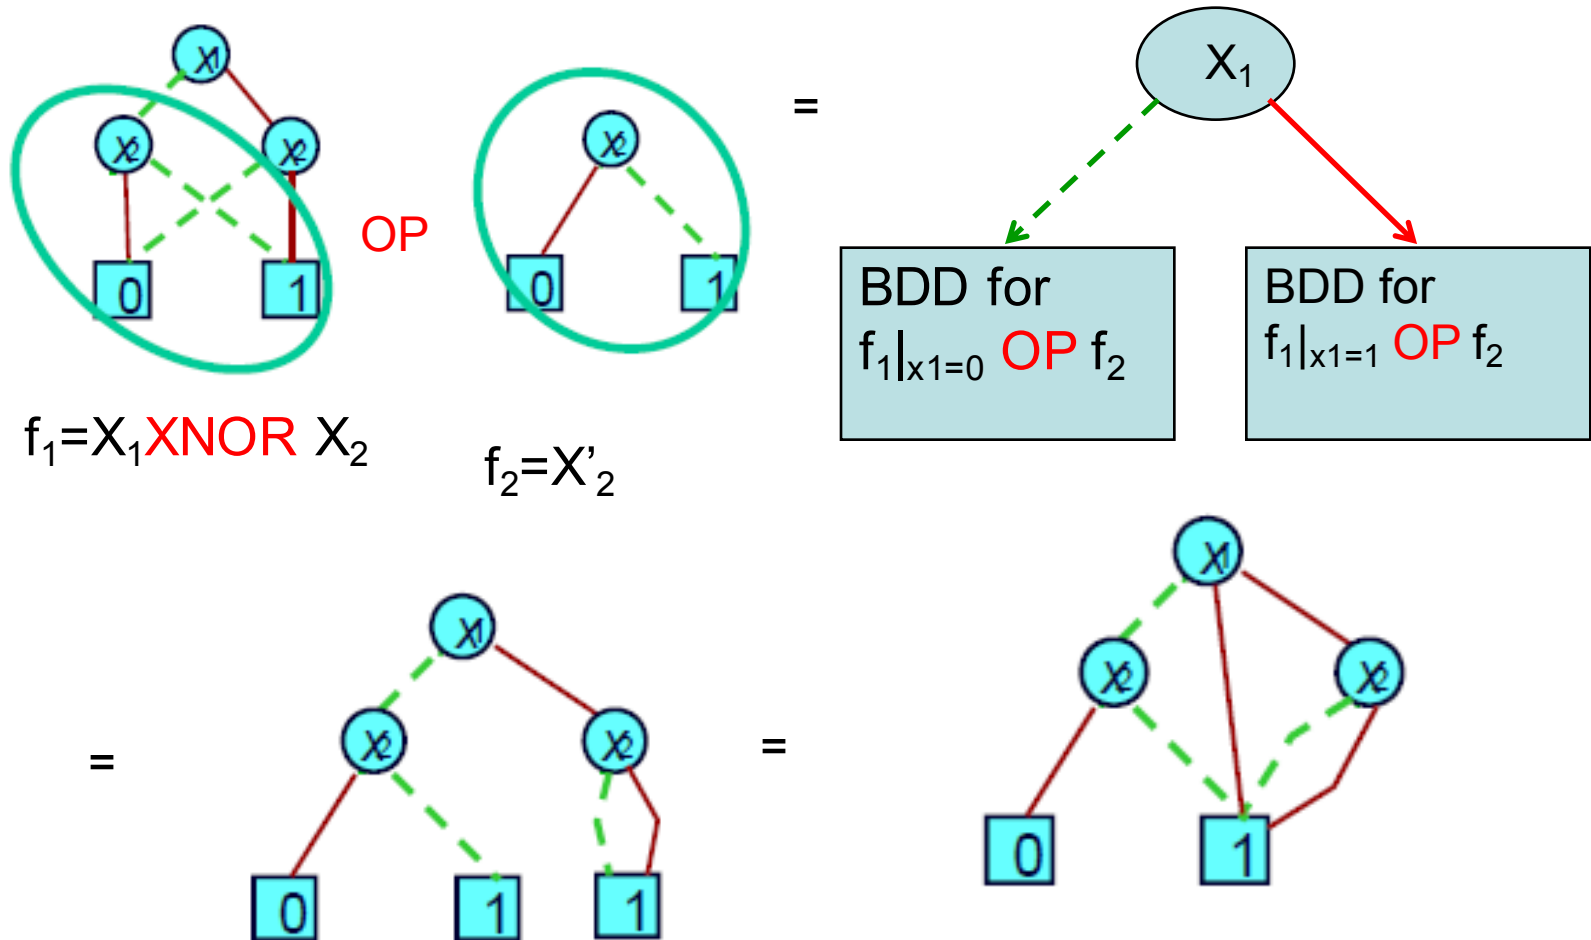 X1
X2
X2
0
1
OP
X2
0
1
=
X₁
BDD for
f₁|ₓ₁₌₀ OP f₂
BDD for
f₁|ₓ₁₌₁ OP f₂
f₁=X₁XNOR X₂
f₂=X’₂
=
X1
X2
X2
0
1
1
=
X1
X2
X2
0
1